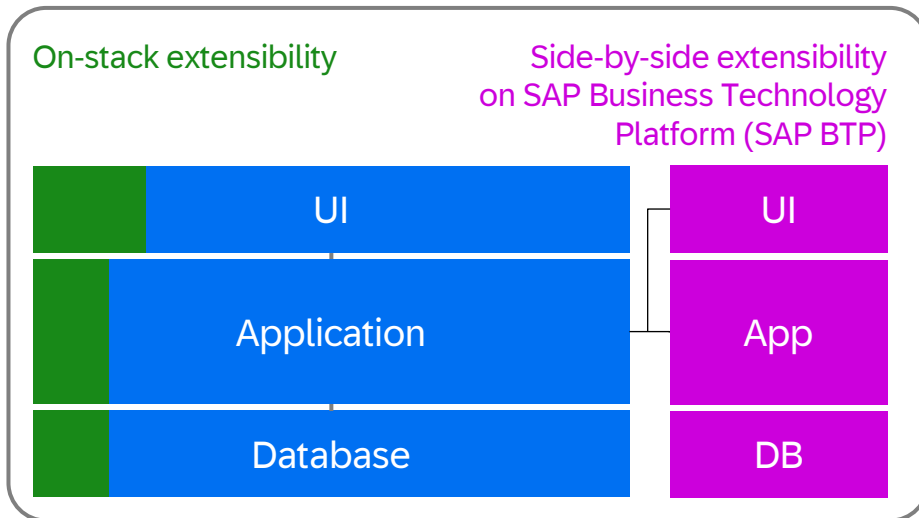 On-stack extensibility
Side-by-side extensibility
on SAP Business Technology
Platform (SAP BTP)
UI
UI
Application
App
Database
DB